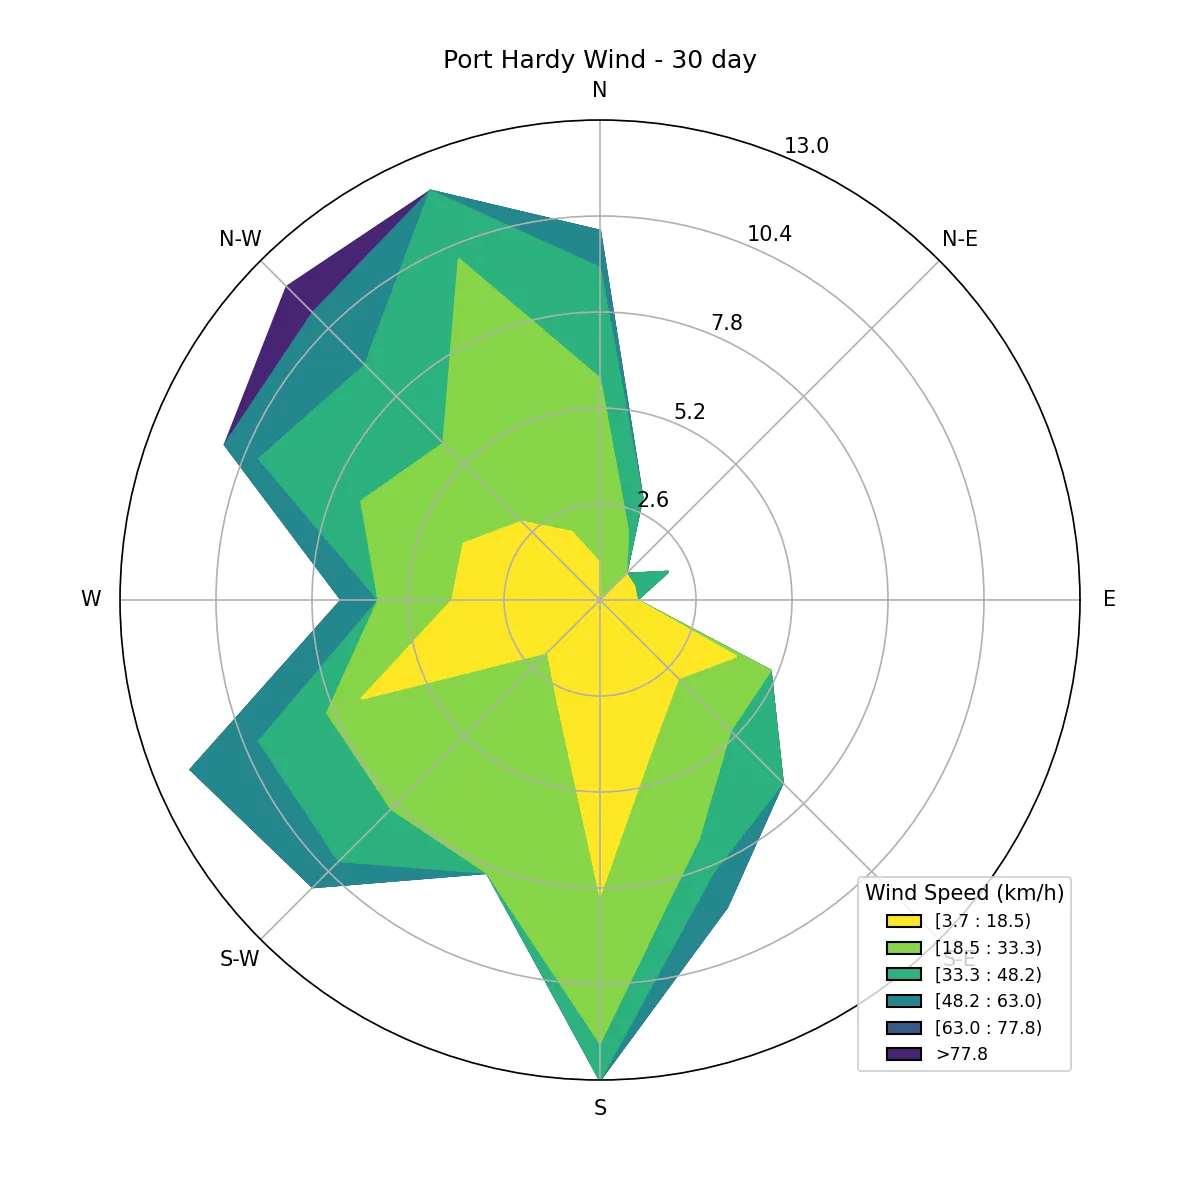 Port Hardy Wind - 30 day
N
13.0
N-W
10.4
N-E
7.8
5.2
2.6
W
E
Wind Speed (km/h)
[3.7 : 18.5)
[18.5 : 33.3)
S-W
S-E
[33.3 : 48.2)
[48.2 : 63.0)
[63.0 : 77.8)
>77.8
S